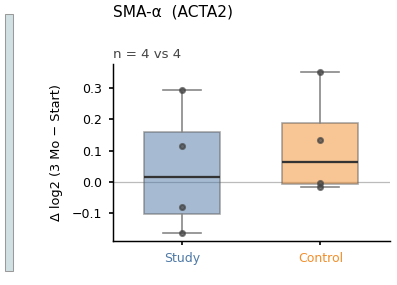 SMA-α  (ACTA2)
n = 4 vs 4
Δ log2 (3 Mo − Start)
0.3
0.2
0.1
0.0
−0.1
Study
Control